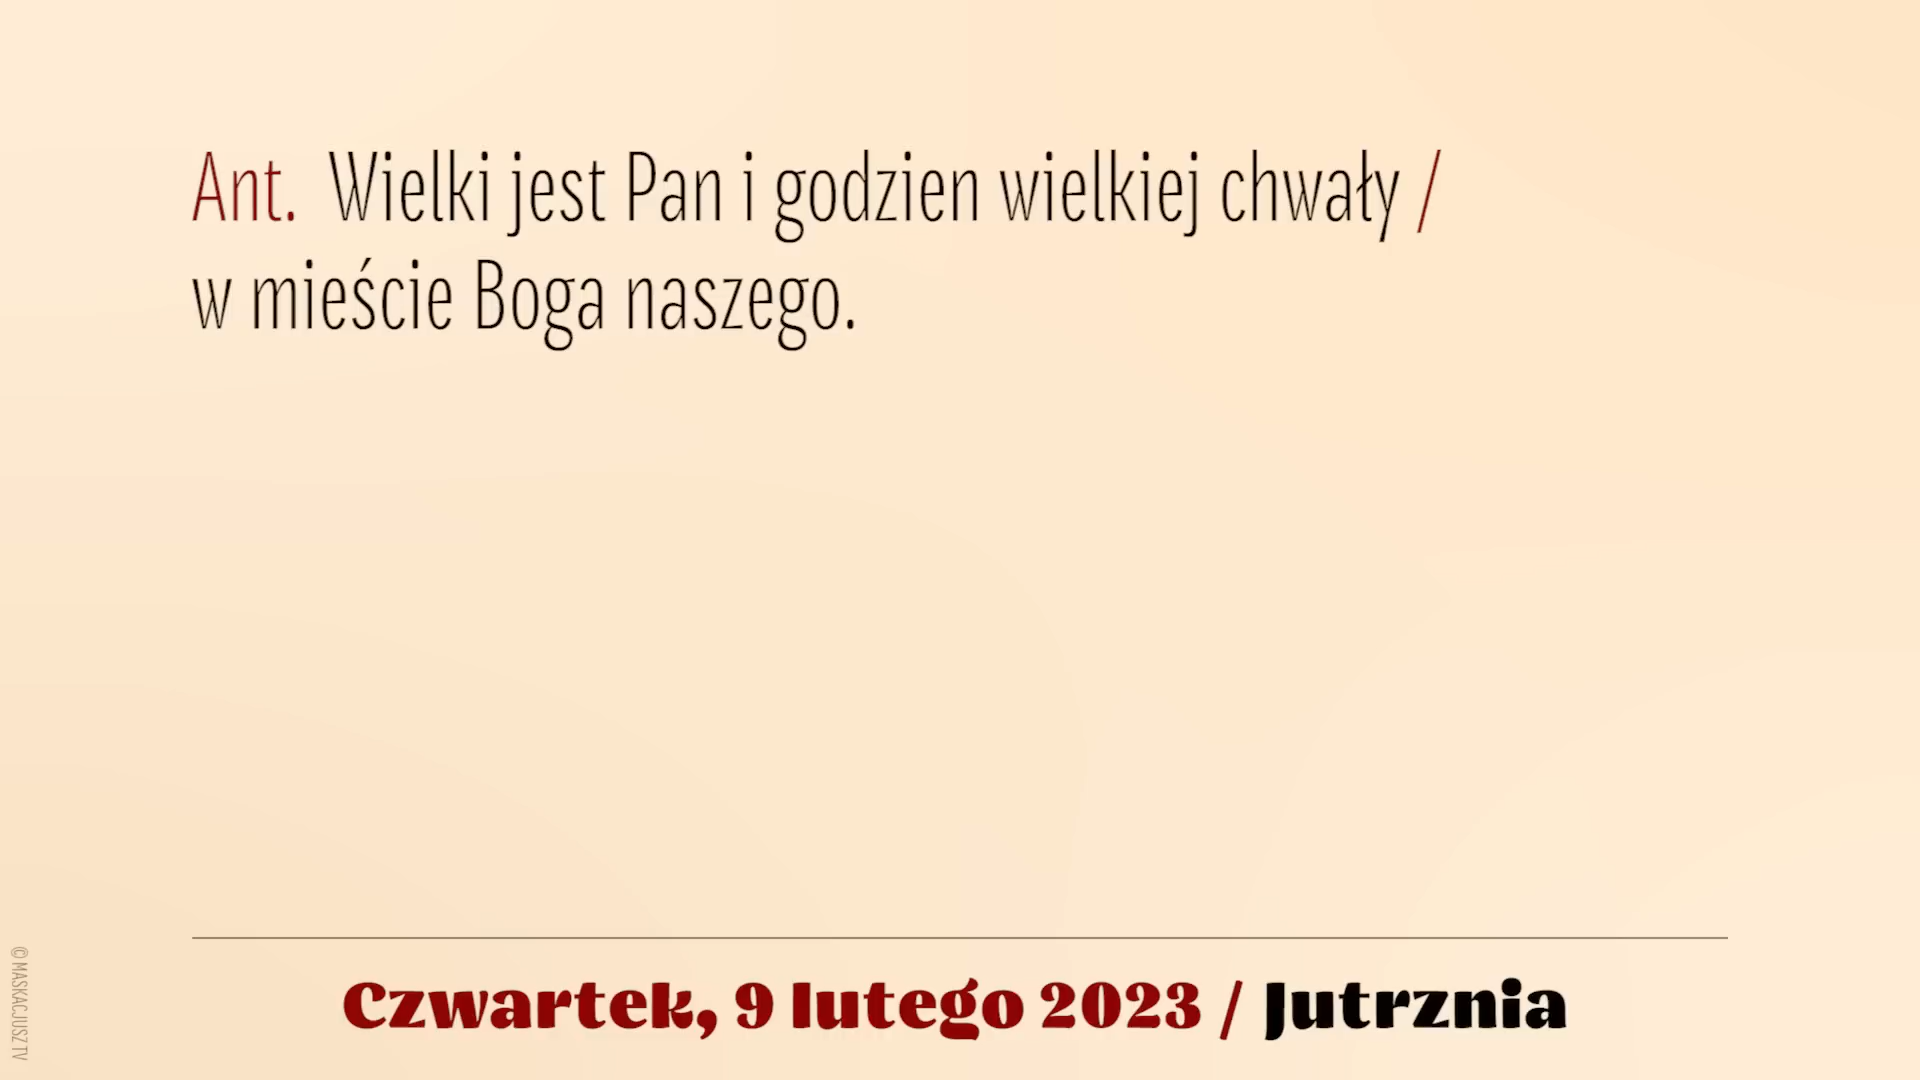 Ant. Wielki jest Pan i godzien wielkiej chwały /
w mieście Boga naszego.
Czwartek, 9 lutego 2023 / Jutrznia
© MASKACJUSZ TV